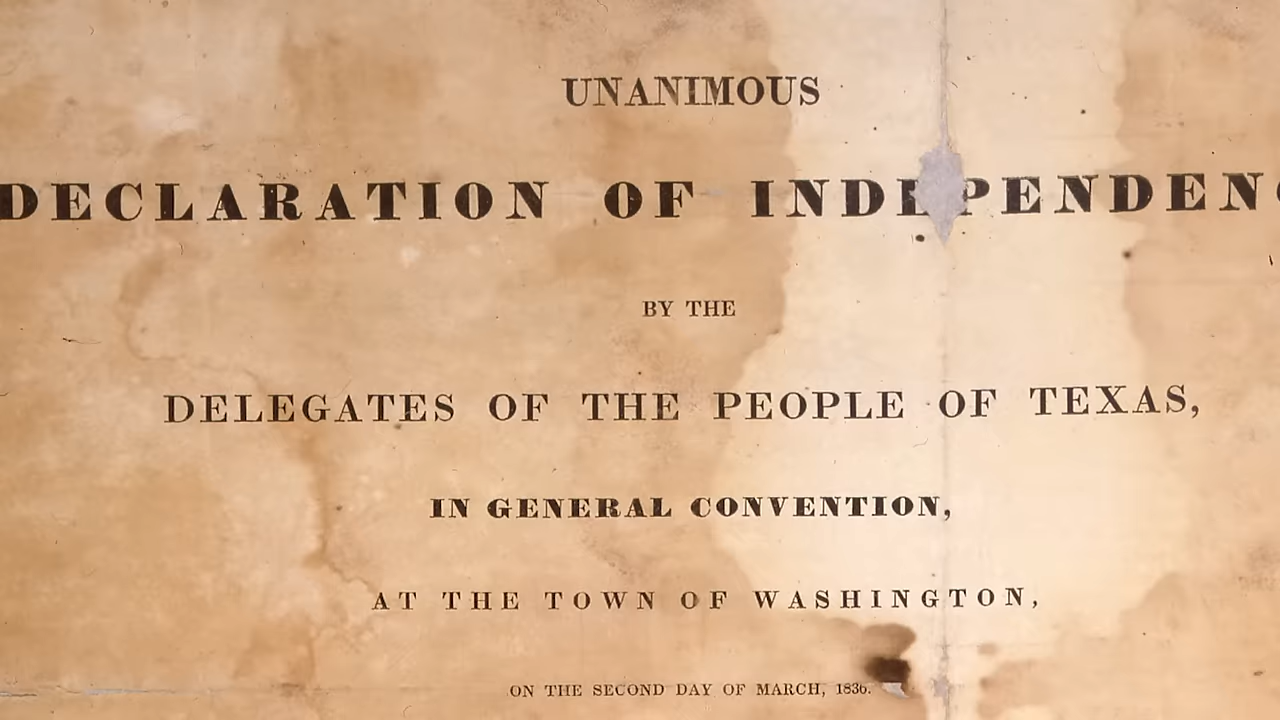 UNANIMOUS
DECLARATION OF INDEPENDENC
BY THE
DELEGATES OF THE PEOPLE OF TEXAS,
IN GENERAL CONVENTION,
AT THE TOWN OF WASHINGTON,
ON THE SECOND DAY OF MARCH, 1836.